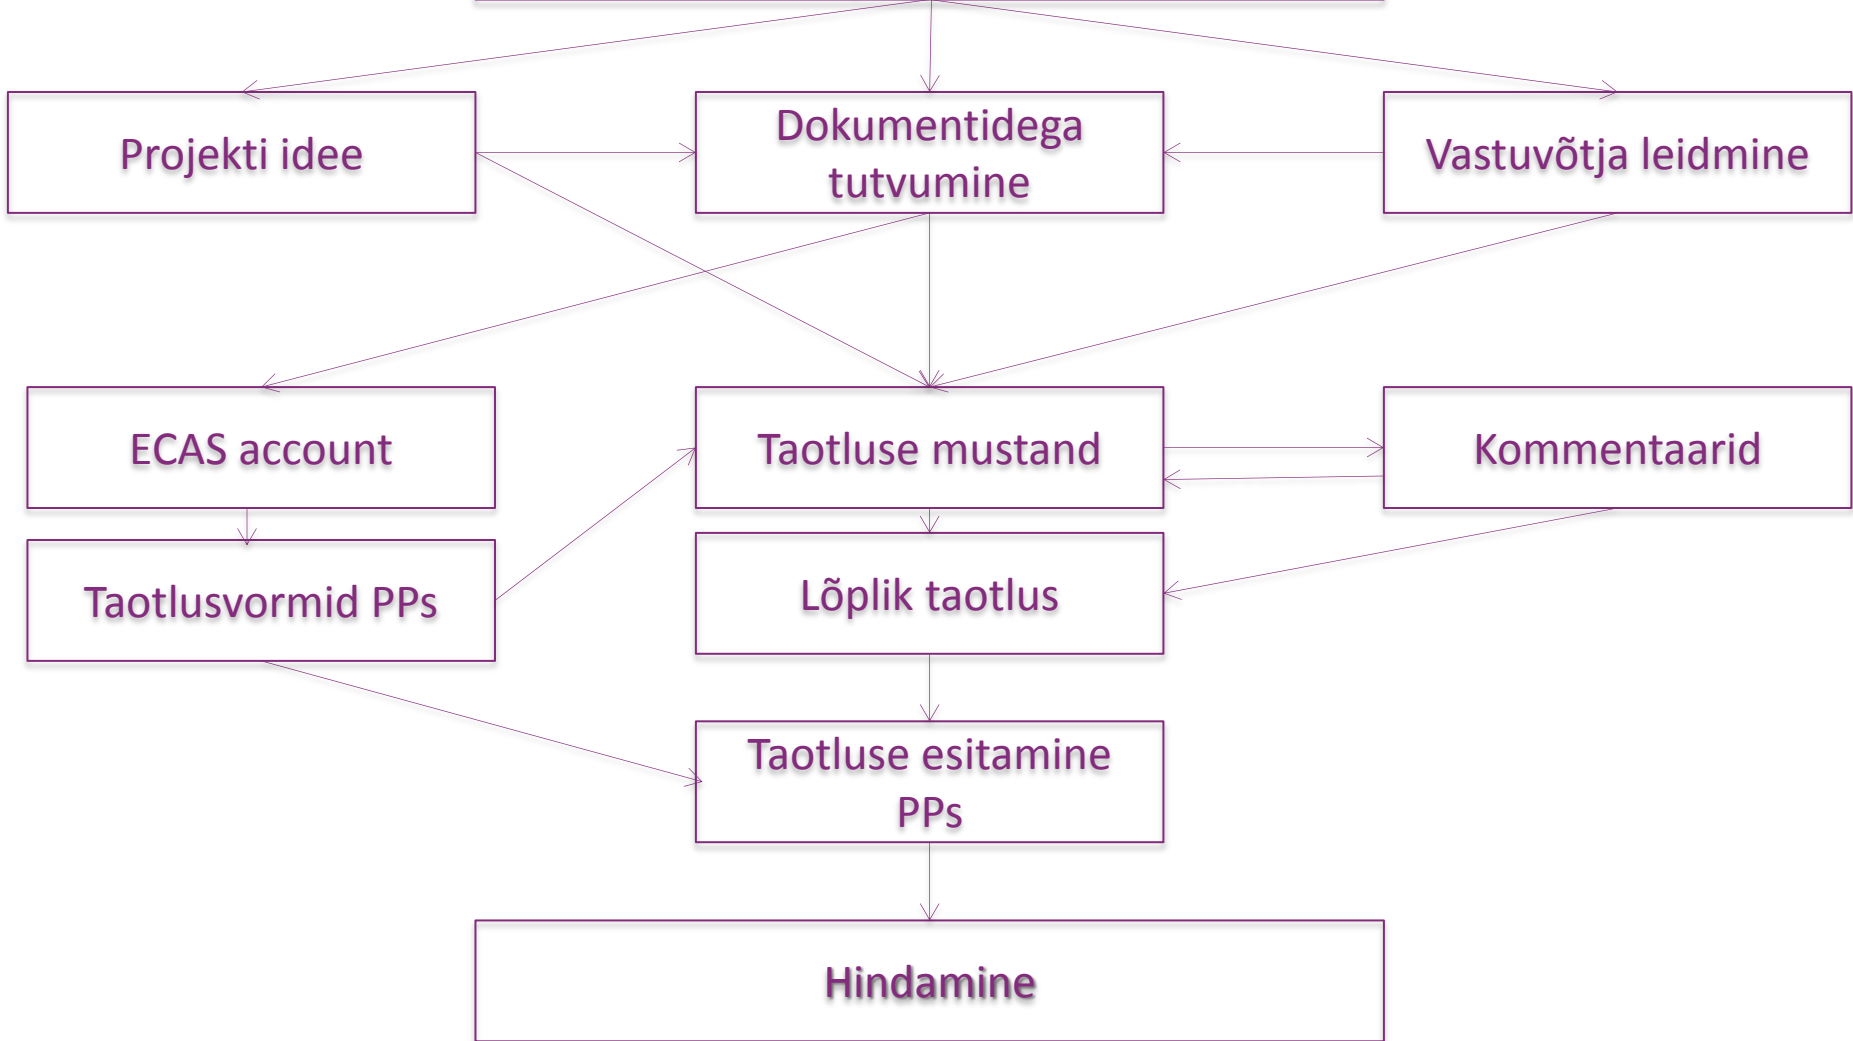 Projekti idee
Dokumentidega
tutvumine
Vastuvõtja leidmine
ECAS account
Taotluse mustand
Kommentaarid
Taotlusvormid PPs
Lõplik taotlus
Taotluse esitamine
PPs
Hindamine